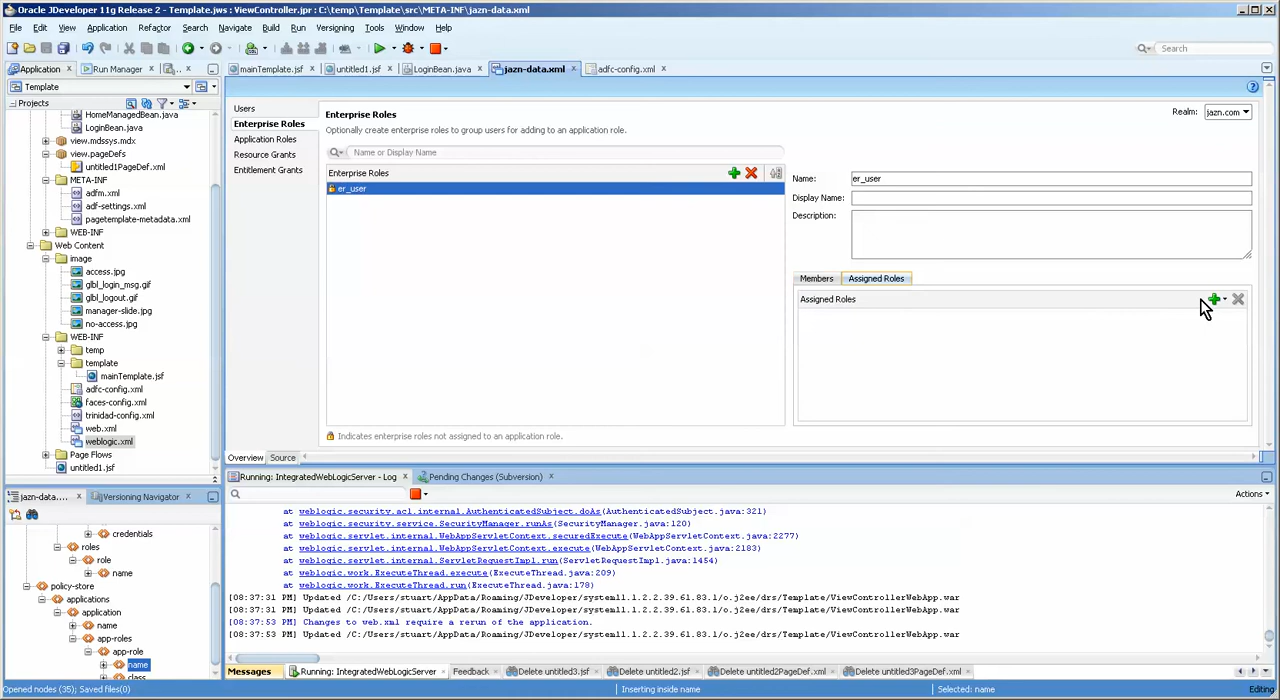 Oracle JDeveloper 11g Release 2 - Template.jws : ViewController.jpr : C:\temp\Template\src\META-INF\jazn-data.xml
File Edit View Application Refactor Search Navigate Build Run Versioning Tools Window Help
Search
Application Run Manager ...
mainTemplate.jsf untitled1.jsf LoginBean.java jazn-data.xml adfc-config.xml
Template
Projects
HomeManagedBean.java
LoginBean.java
view.mdssys.mdx
view.pageDefs
untitled1PageDef.xml
META-INF
adfm.xml
adf-settings.xml
pagetemplate-metadata.xml
WEB-INF
Web Content
image
access.jpg
glbl_login_msg.gif
glbl_logout.gif
manager-slide.jpg
no-access.jpg
WEB-INF
temp
template
mainTemplate.jsf
adfc-config.xml
faces-config.xml
trinidad-config.xml
web.xml
weblogic.xml
Page Flows
untitled1.jsf
Users
Enterprise Roles
Application Roles
Resource Grants
Entitlement Grants
Enterprise Roles
Realm: jazn.com
Optionally create enterprise roles to group users for adding to an application role.
Name or Display Name
Enterprise Roles
er_user
Name: er_user
Display Name:
Description:
Members Assigned Roles
Assigned Roles
Indicates enterprise roles not assigned to an application role.
Overview Source
jazn-data.... Versioning Navigator
credentials
roles
role
name
policy-store
applications
application
name
app-roles
app-role
name
class
Running: IntegratedWebLogicServer - Log Pending Changes (Subversion)
Actions
at weblogic.security.acl.internal.AuthenticatedSubject.doAs(AuthenticatedSubject.java:321)
at weblogic.security.service.SecurityManager.runAs(SecurityManager.java:120)
at weblogic.servlet.internal.WebAppServletContext.securedExecute(WebAppServletContext.java:2277)
at weblogic.servlet.internal.WebAppServletContext.execute(WebAppServletContext.java:2183)
at weblogic.servlet.internal.ServletRequestImpl.run(ServletRequestImpl.java:1454)
at weblogic.work.ExecuteThread.execute(ExecuteThread.java:209)
at weblogic.work.ExecuteThread.run(ExecuteThread.java:178)
[08:37:31 PM] Updated /C:/Users/stuart/AppData/Roaming/JDeveloper/system11.1.2.2.39.61.83.1/o.j2ee/drs/Template/ViewControllerWebApp.war
[08:37:31 PM] Updated /C:/Users/stuart/AppData/Roaming/JDeveloper/system11.1.2.2.39.61.83.1/o.j2ee/drs/Template/ViewControllerWebApp.war
[08:37:53 PM] Changes to web.xml require a rerun of the application.
[08:37:53 PM] Updated /C:/Users/stuart/AppData/Roaming/JDeveloper/system11.1.2.2.39.61.83.1/o.j2ee/drs/Template/ViewControllerWebApp.war
Messages Running: IntegratedWebLogicServer Feedback Delete untitled3.jsf Delete untitled2.jsf Delete untitled2PageDef.xml Delete untitled3PageDef.xml
Opened nodes (35); Saved files(0) Inserting inside name Selected: name Editing